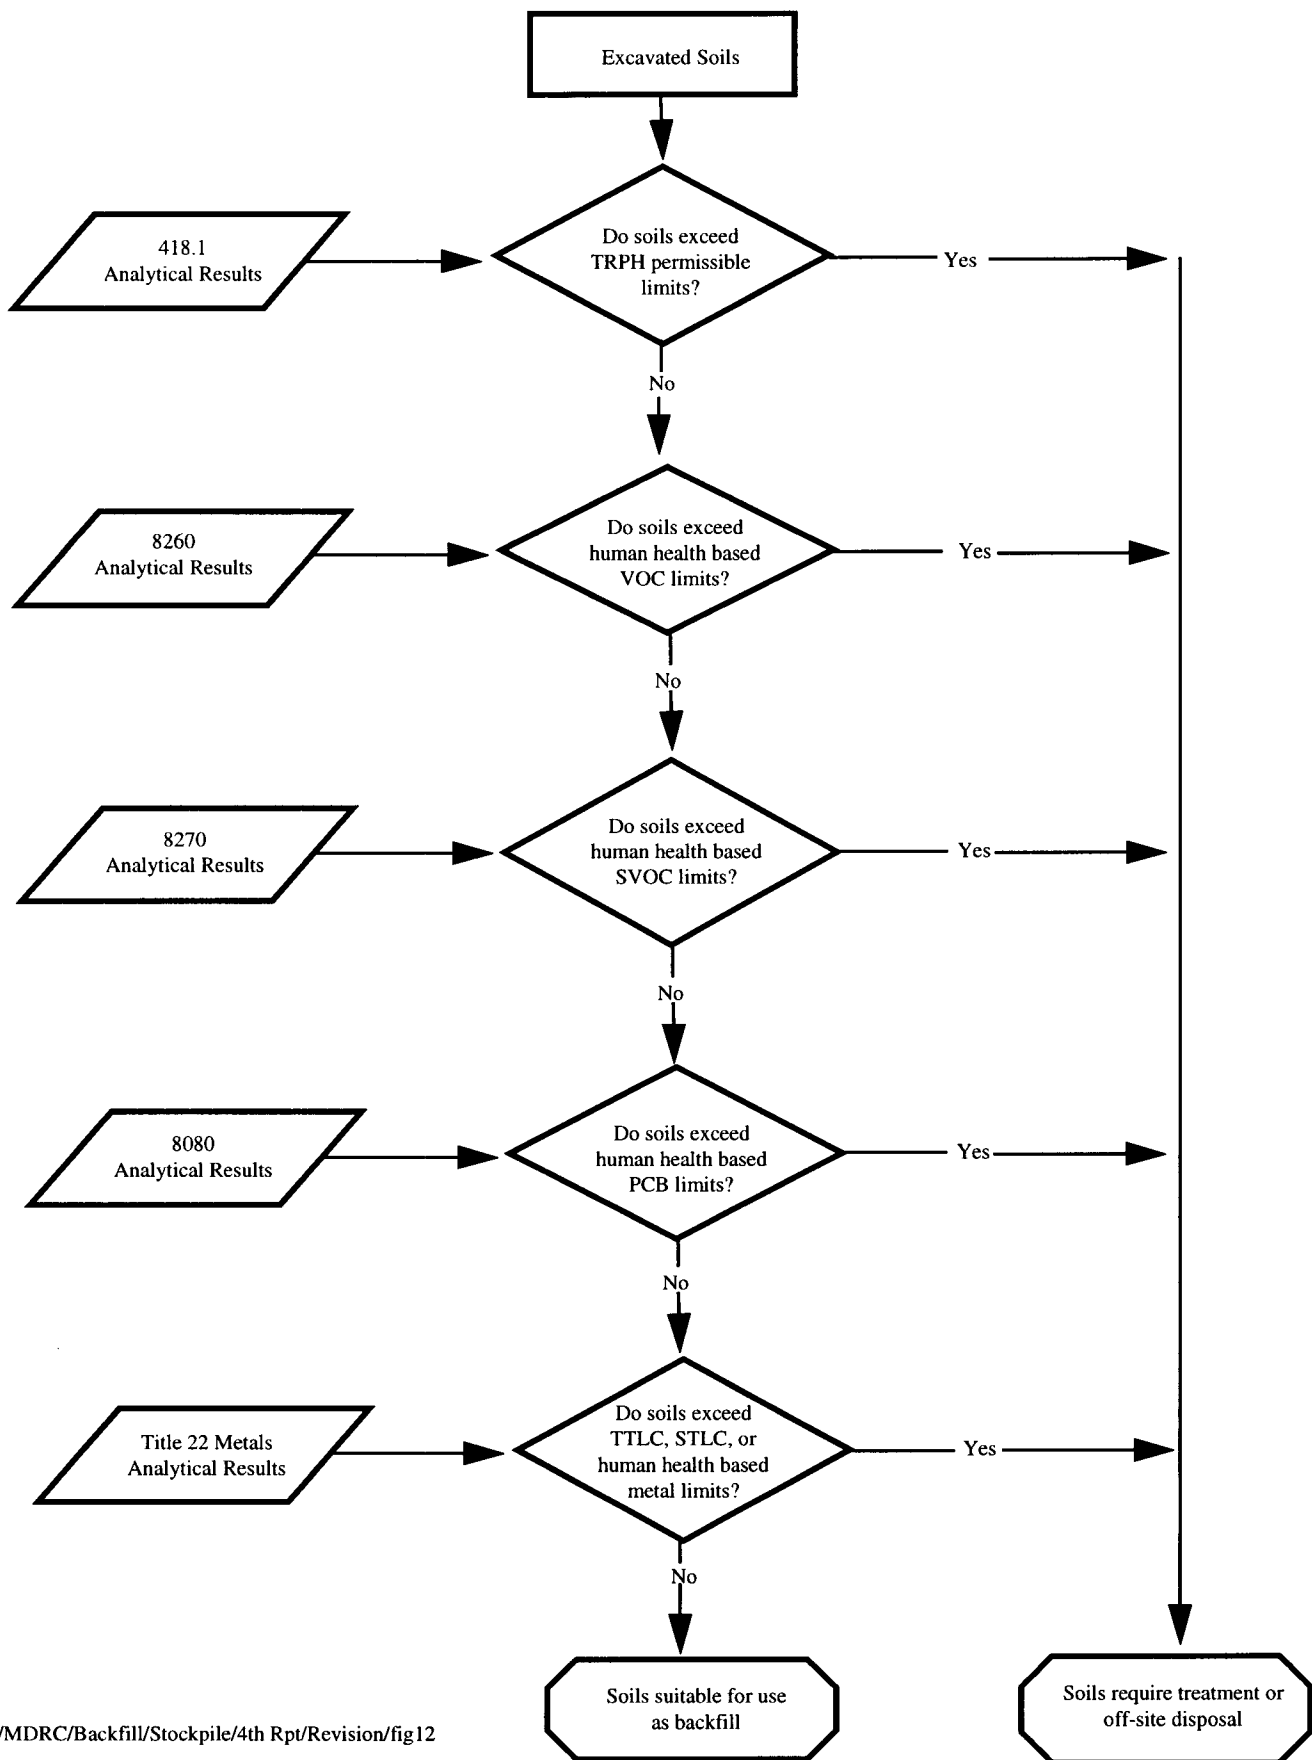 Excavated Soils
418.1
Analytical Results
Do soils exceed
TRPH permissible
limits?
Yes
No
8260
Analytical Results
Do soils exceed
human health based
VOC limits?
Yes
No
8270
Analytical Results
Do soils exceed
human health based
SVOC limits?
Yes
No
8080
Analytical Results
Do soils exceed
human health based
PCB limits?
Yes
No
Title 22 Metals
Analytical Results
Do soils exceed
TTLC, STLC, or
human health based
metal limits?
Yes
No
Soils suitable for use
as backfill
Soils require treatment or
off-site disposal
/MDRC/Backfill/Stockpile/4th Rpt/Revision/fig12